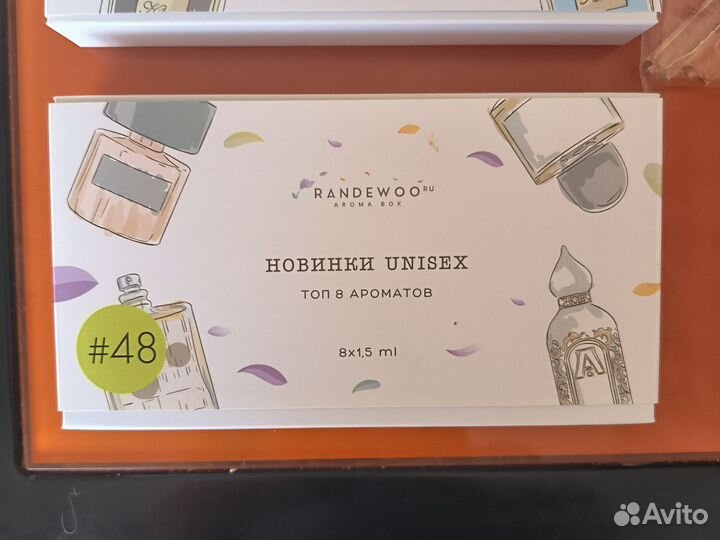 RANDEWOO RU
AROMA BOX
НОВИНКИ UNISEX
ТОП 8 АРОМАТОВ
#48
8x1,5 ml
A
Avito